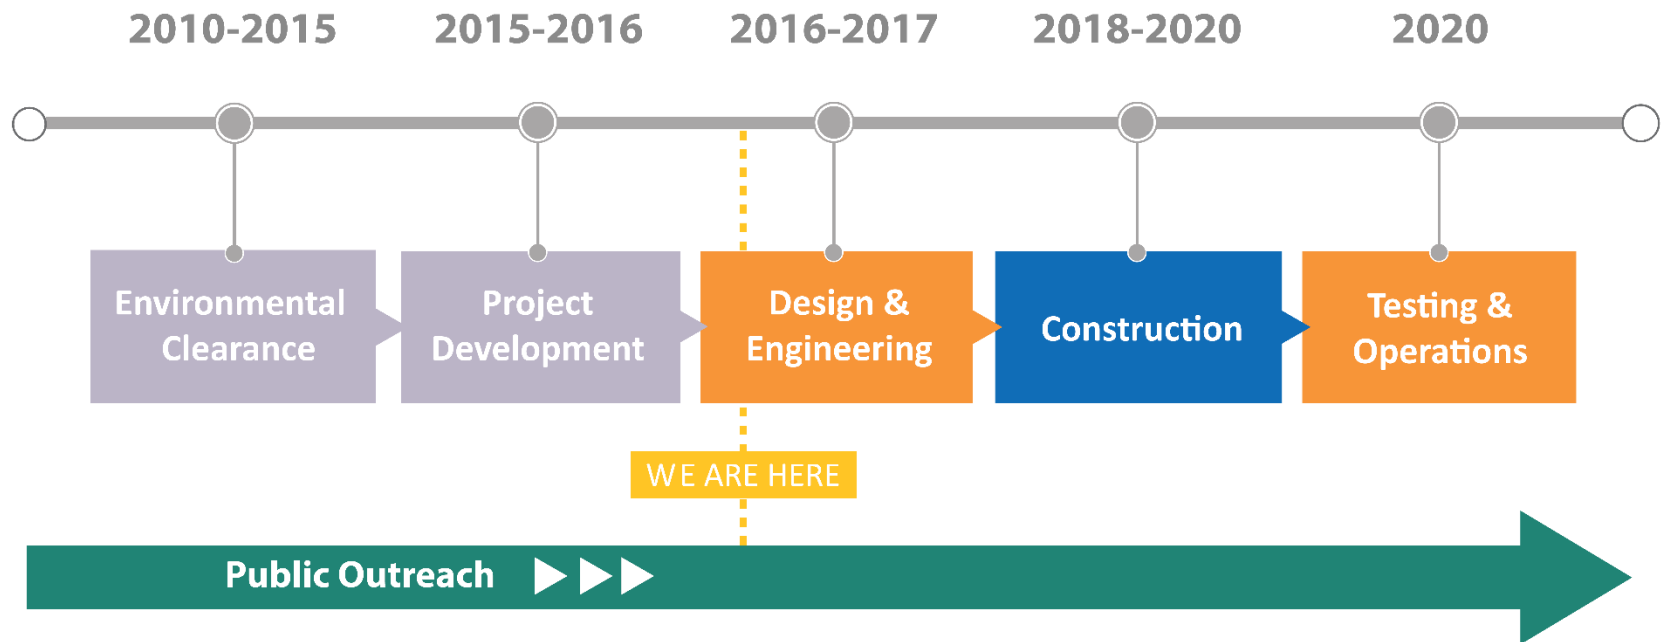 2010-2015
2015-2016
2016-2017
2018-2020
2020
Environmental
Clearance
Project
Development
Design &
Engineering
Construction
Testing &
Operations
WE ARE HERE
Public Outreach